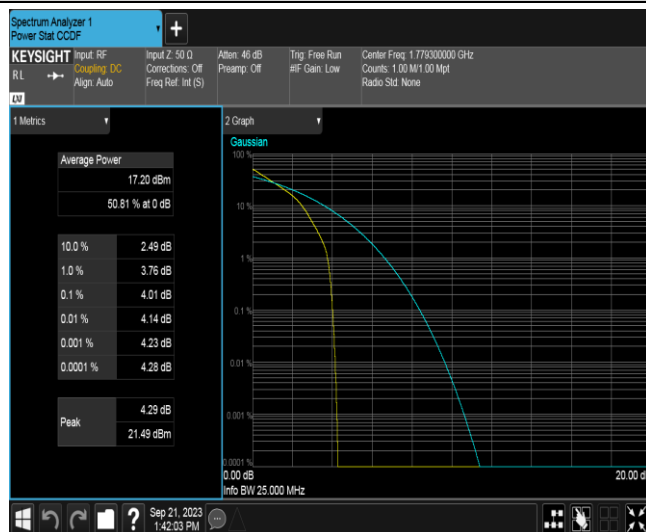 Spectrum Analyzer 1
Power Stat CCDF
+
KEYSIGHT
RL
LXI
Input: RF
Coupling: DC
Align: Auto
Input Z: 50 Ω
Corrections: Off
Freq Ref: Int (S)
Atten: 46 dB
Preamp: Off
Trig: Free Run
#IF Gain: Low
Center Freq: 1.779300000 GHz
Counts: 1.00 M/1.00 Mpt
Radio Std: None
1 Metrics
Average Power
17.20 dBm
50.81 % at 0 dB
10.0 % 2.49 dB
1.0 % 3.76 dB
0.1 % 4.01 dB
0.01 % 4.14 dB
0.001 % 4.23 dB
0.0001 % 4.28 dB
Peak
4.29 dB
21.49 dBm
2 Graph
Gaussian
100 %
10 %
1 %
0.1 %
0.01 %
0.001 %
0.0001 %
0.00 dB
20.00 d
Info BW 25.000 MHz
?
Sep 21, 2023
1:42:03 PM